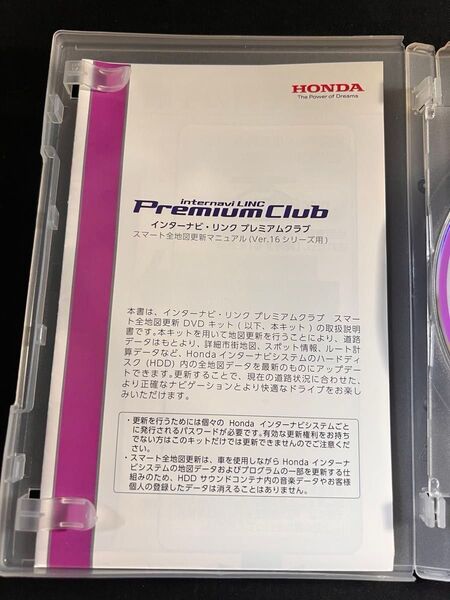 HONDA
The Power of Dreams
internavi LINC
PremiumClub
インターナビ・リンク プレミアムクラブ
スマート全地図更新マニュアル (Ver.16 シリーズ用)
本書は、インターナビ・リンク プレミアムクラブ スマー
ト全地図更新 DVD キット ( 以下、本キット ) の取扱説明
書です。本キットを用いて地図更新を行うことにより、道路
データはもとより、詳細市街地図、スポット情報、ルート計
算データなど、Honda インターナビシステムのハードディ
スク (HDD) 内の全地図データを最新のものにアップデー
トできます。更新することで、現在の道路状況に合わせた、
より正確なナビゲーションとより快適なドライブをお楽し
みいただけます。
・更新を行うためには個々の Honda インターナビシステムごと
に発行されるパスワードが必要です。有効な更新権利をお持ち
でない方はこのキットだけでは更新できませんのでご注意くだ
さい。
・スマート全地図更新は、車を使用しながら Honda インターナ
ビシステムの地図データおよびプログラムの一部を更新する仕
組みのため、HDD サウンドコンテナ内の音楽データやお客様
個人の登録したデータは消えることはありません。